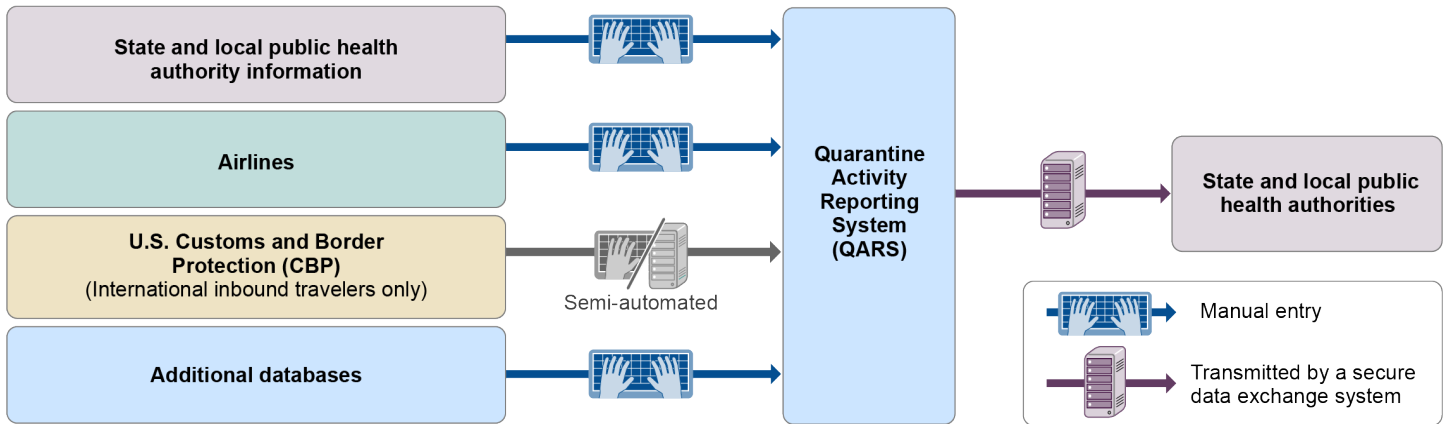 State and local public health
authority information
Airlines
U.S. Customs and Border
Protection (CBP)
(International inbound travelers only)
Semi-automated
Additional databases
Quarantine
Activity
Reporting
System
(QARS)
State and local public
health authorities
Manual entry
Transmitted by a secure
data exchange system